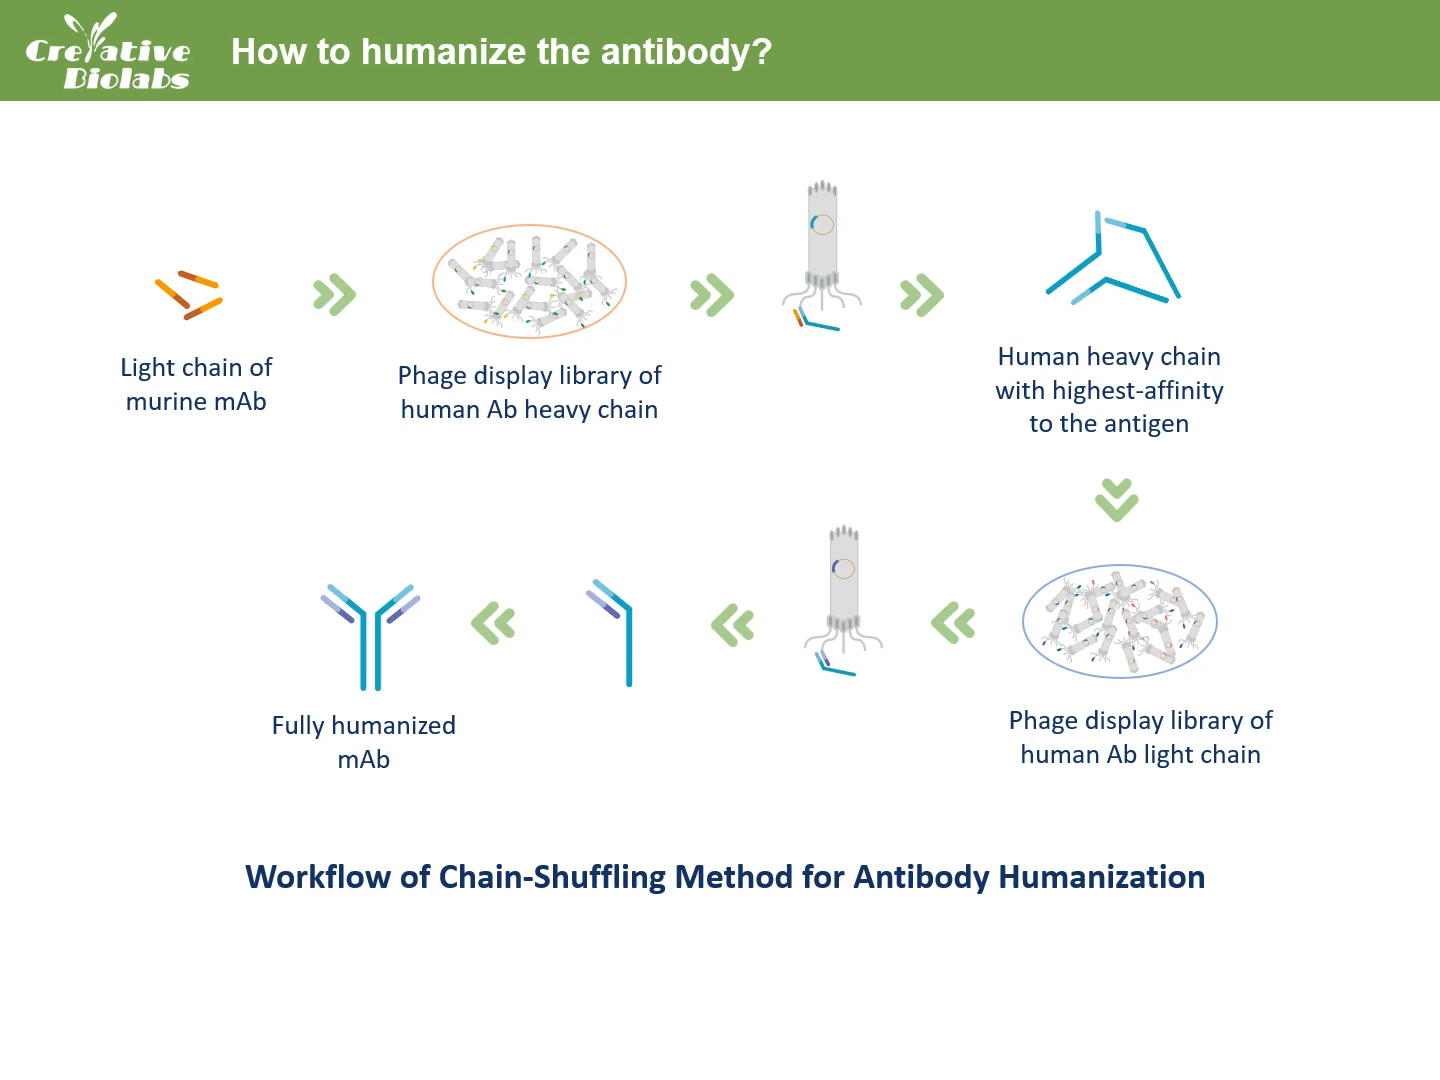 Creative
Biolabs
How to humanize the antibody?
Light chain of
murine mAb
Phage display library of
human Ab heavy chain
Human heavy chain
with highest-affinity
to the antigen
Fully humanized
mAb
Phage display library of
human Ab light chain
Workflow of Chain-Shuffling Method for Antibody Humanization